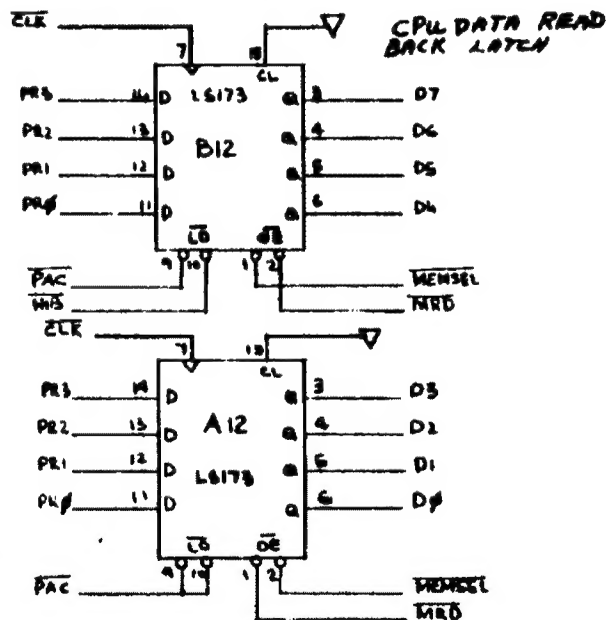 CLK
CPU DATA READ
BACK LATCH
7 15
CL
PR3 14 D LS173 Q 3 D7
PR2 13 D Q 4 D6
B12
PR1 12 D Q 5 D5
PR0 11 D Q 6 D4
LD OE
9 10 1 2
PAC MEMSEL
MRD
CLK
7 15
CL
PR3 14 D Q 3 D3
PR2 13 D A12 Q 4 D2
PR1 12 D LS173 Q 5 D1
PR0 11 D Q 6 D0
LD OE
9 10 1 2
PAC MEMSEL
MRD